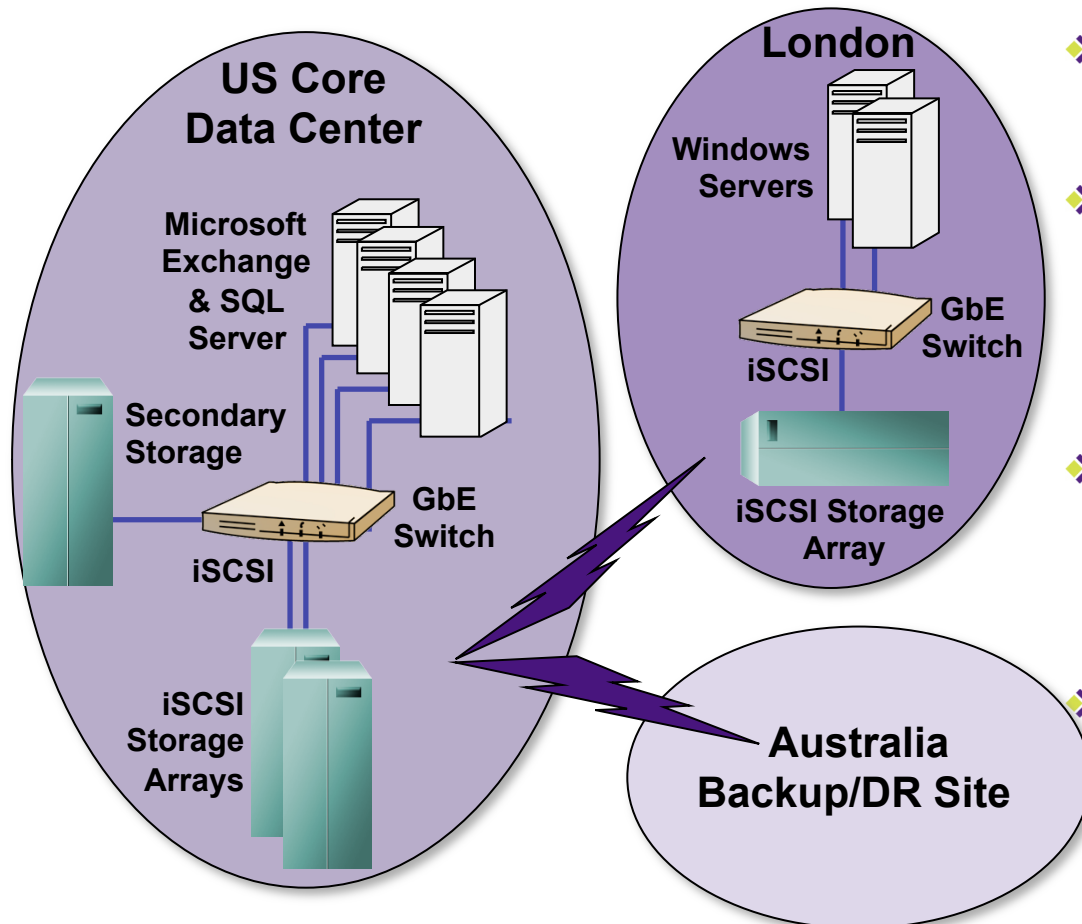 US Core
Data Center
Microsoft
Exchange
& SQL
Server
Secondary
Storage
GbE
Switch
iSCSI
iSCSI
Storage
Arrays
London
Windows
Servers
GbE
Switch
iSCSI
iSCSI Storage
Array
Australia
Backup/DR Site